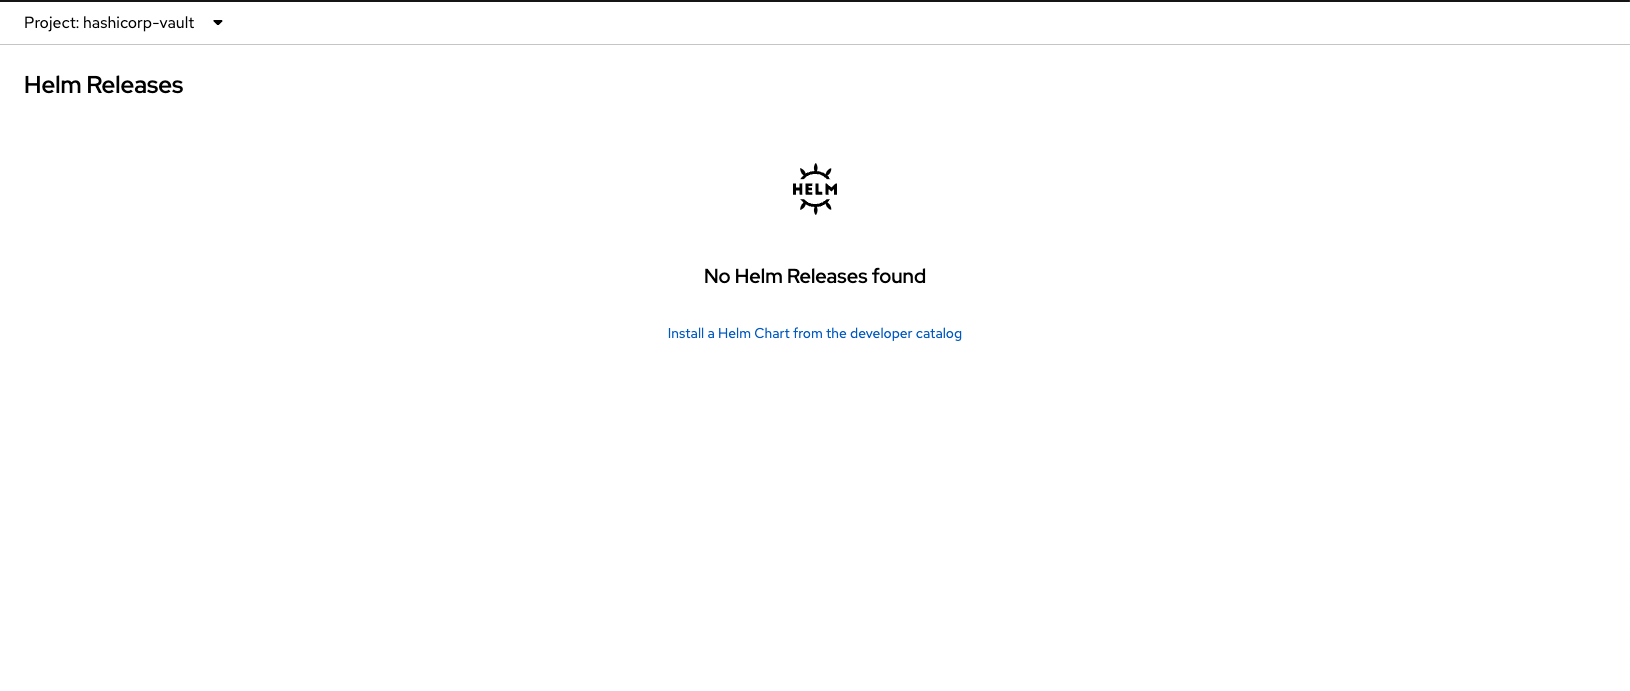 Project: hashicorp-vault
Helm Releases
HELM
No Helm Releases found
Install a Helm Chart from the developer catalog